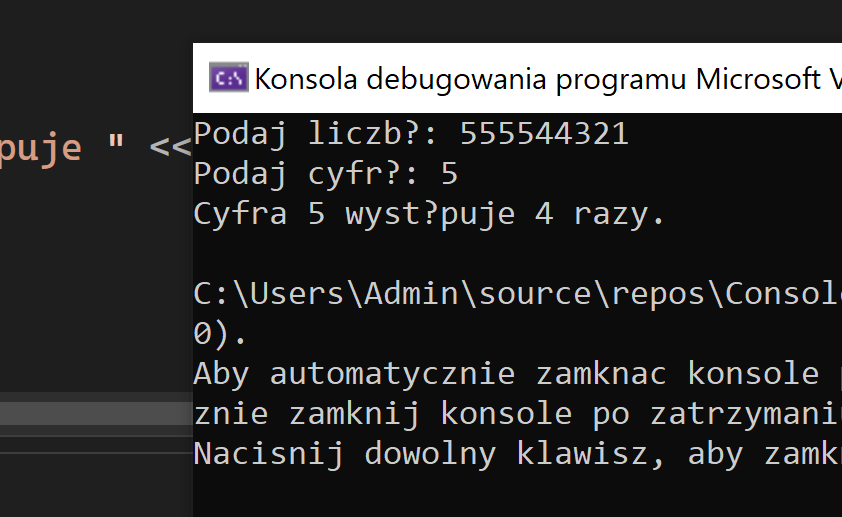 C:\ Konsola debugowania programu Microsoft
puje " <<
Podaj liczb?: 555544321
Podaj cyfr?: 5
Cyfra 5 wyst?puje 4 razy.
C:\Users\Admin\source\repos\Consol
0).
Aby automatycznie zamknac konsole
znie zamknij konsole po zatrzymani
Nacisnij dowolny klawisz, aby zamk